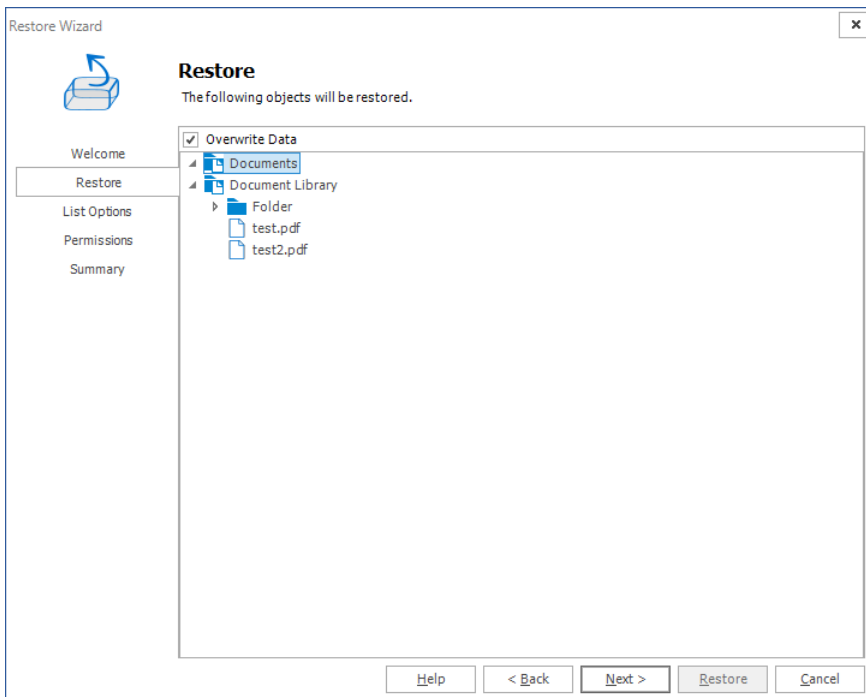 Restore Wizard
Restore
The following objects will be restored.
Welcome
Restore
List Options
Permissions
Summary
Overwrite Data
Documents
Document Library
Folder
test.pdf
test2.pdf
Help
< Back
Next >
Restore
Cancel